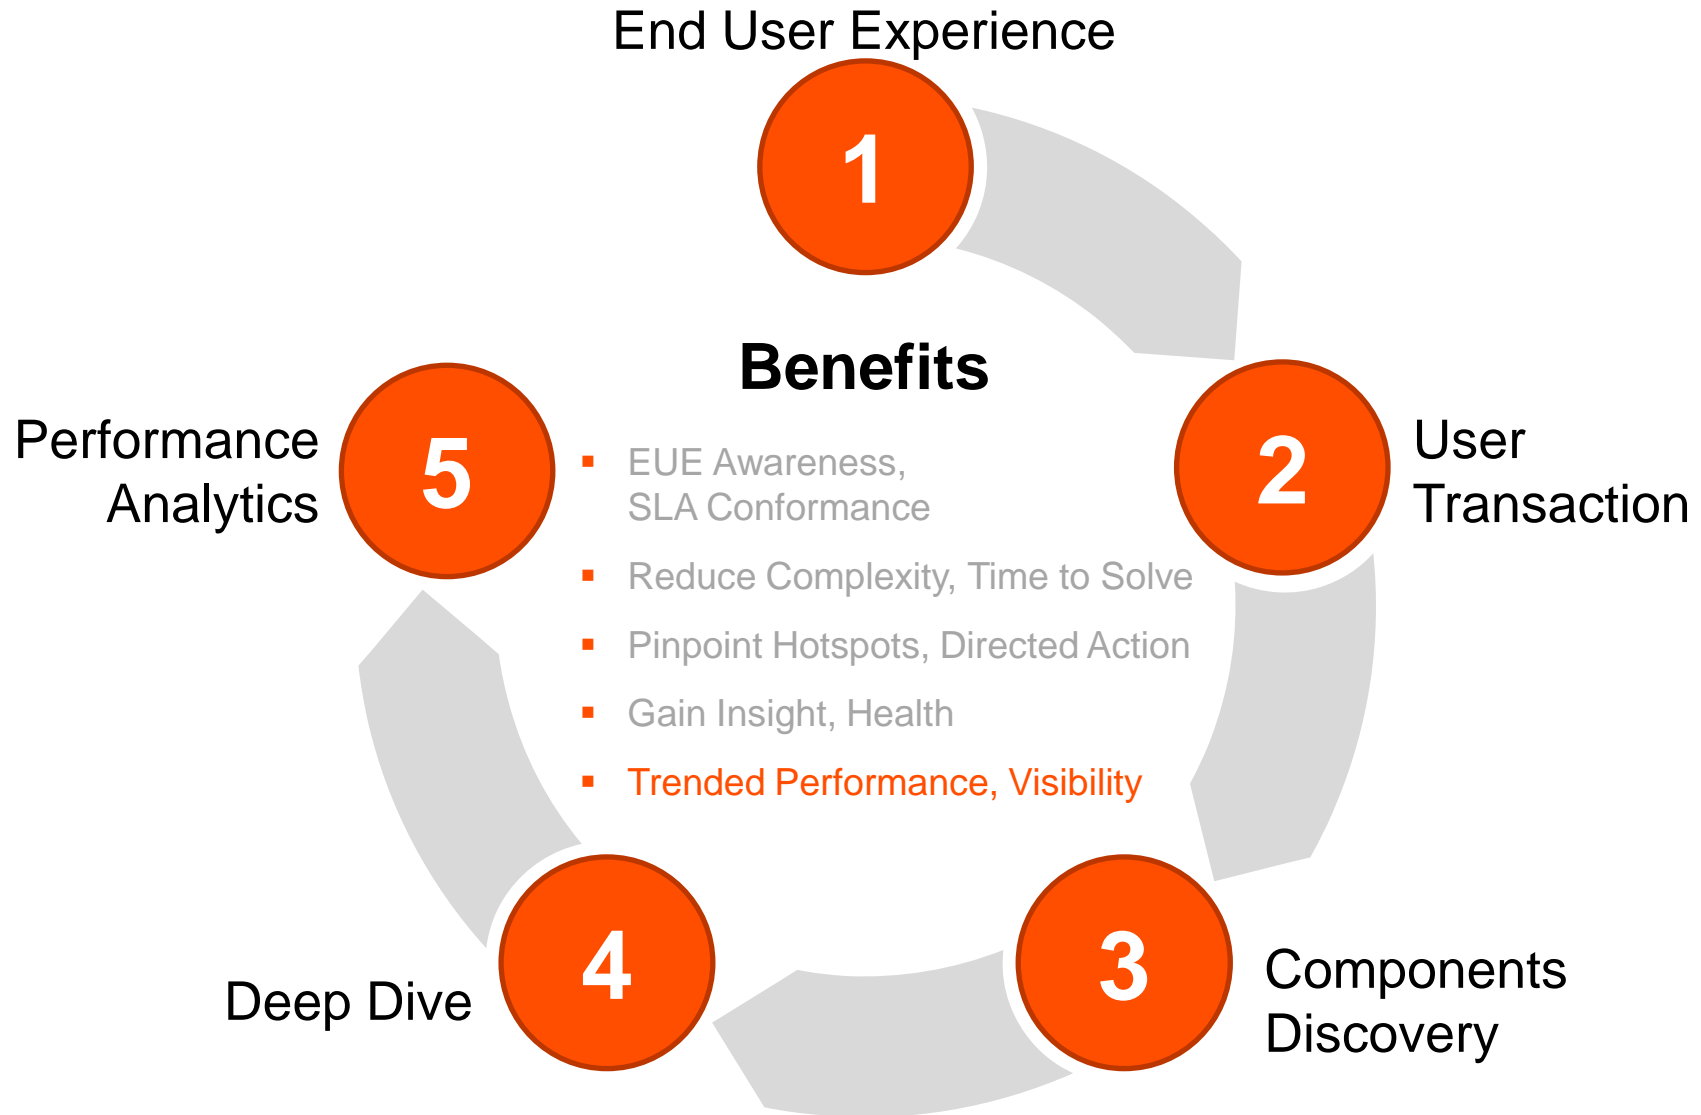 End User Experience
1
Benefits
2
User
Transaction
5
Performance
Analytics
▪ EUE Awareness,
SLA Conformance
▪ Reduce Complexity, Time to Solve
▪ Pinpoint Hotspots, Directed Action
▪ Gain Insight, Health
▪ Trended Performance, Visibility
4
Deep Dive
3
Components
Discovery